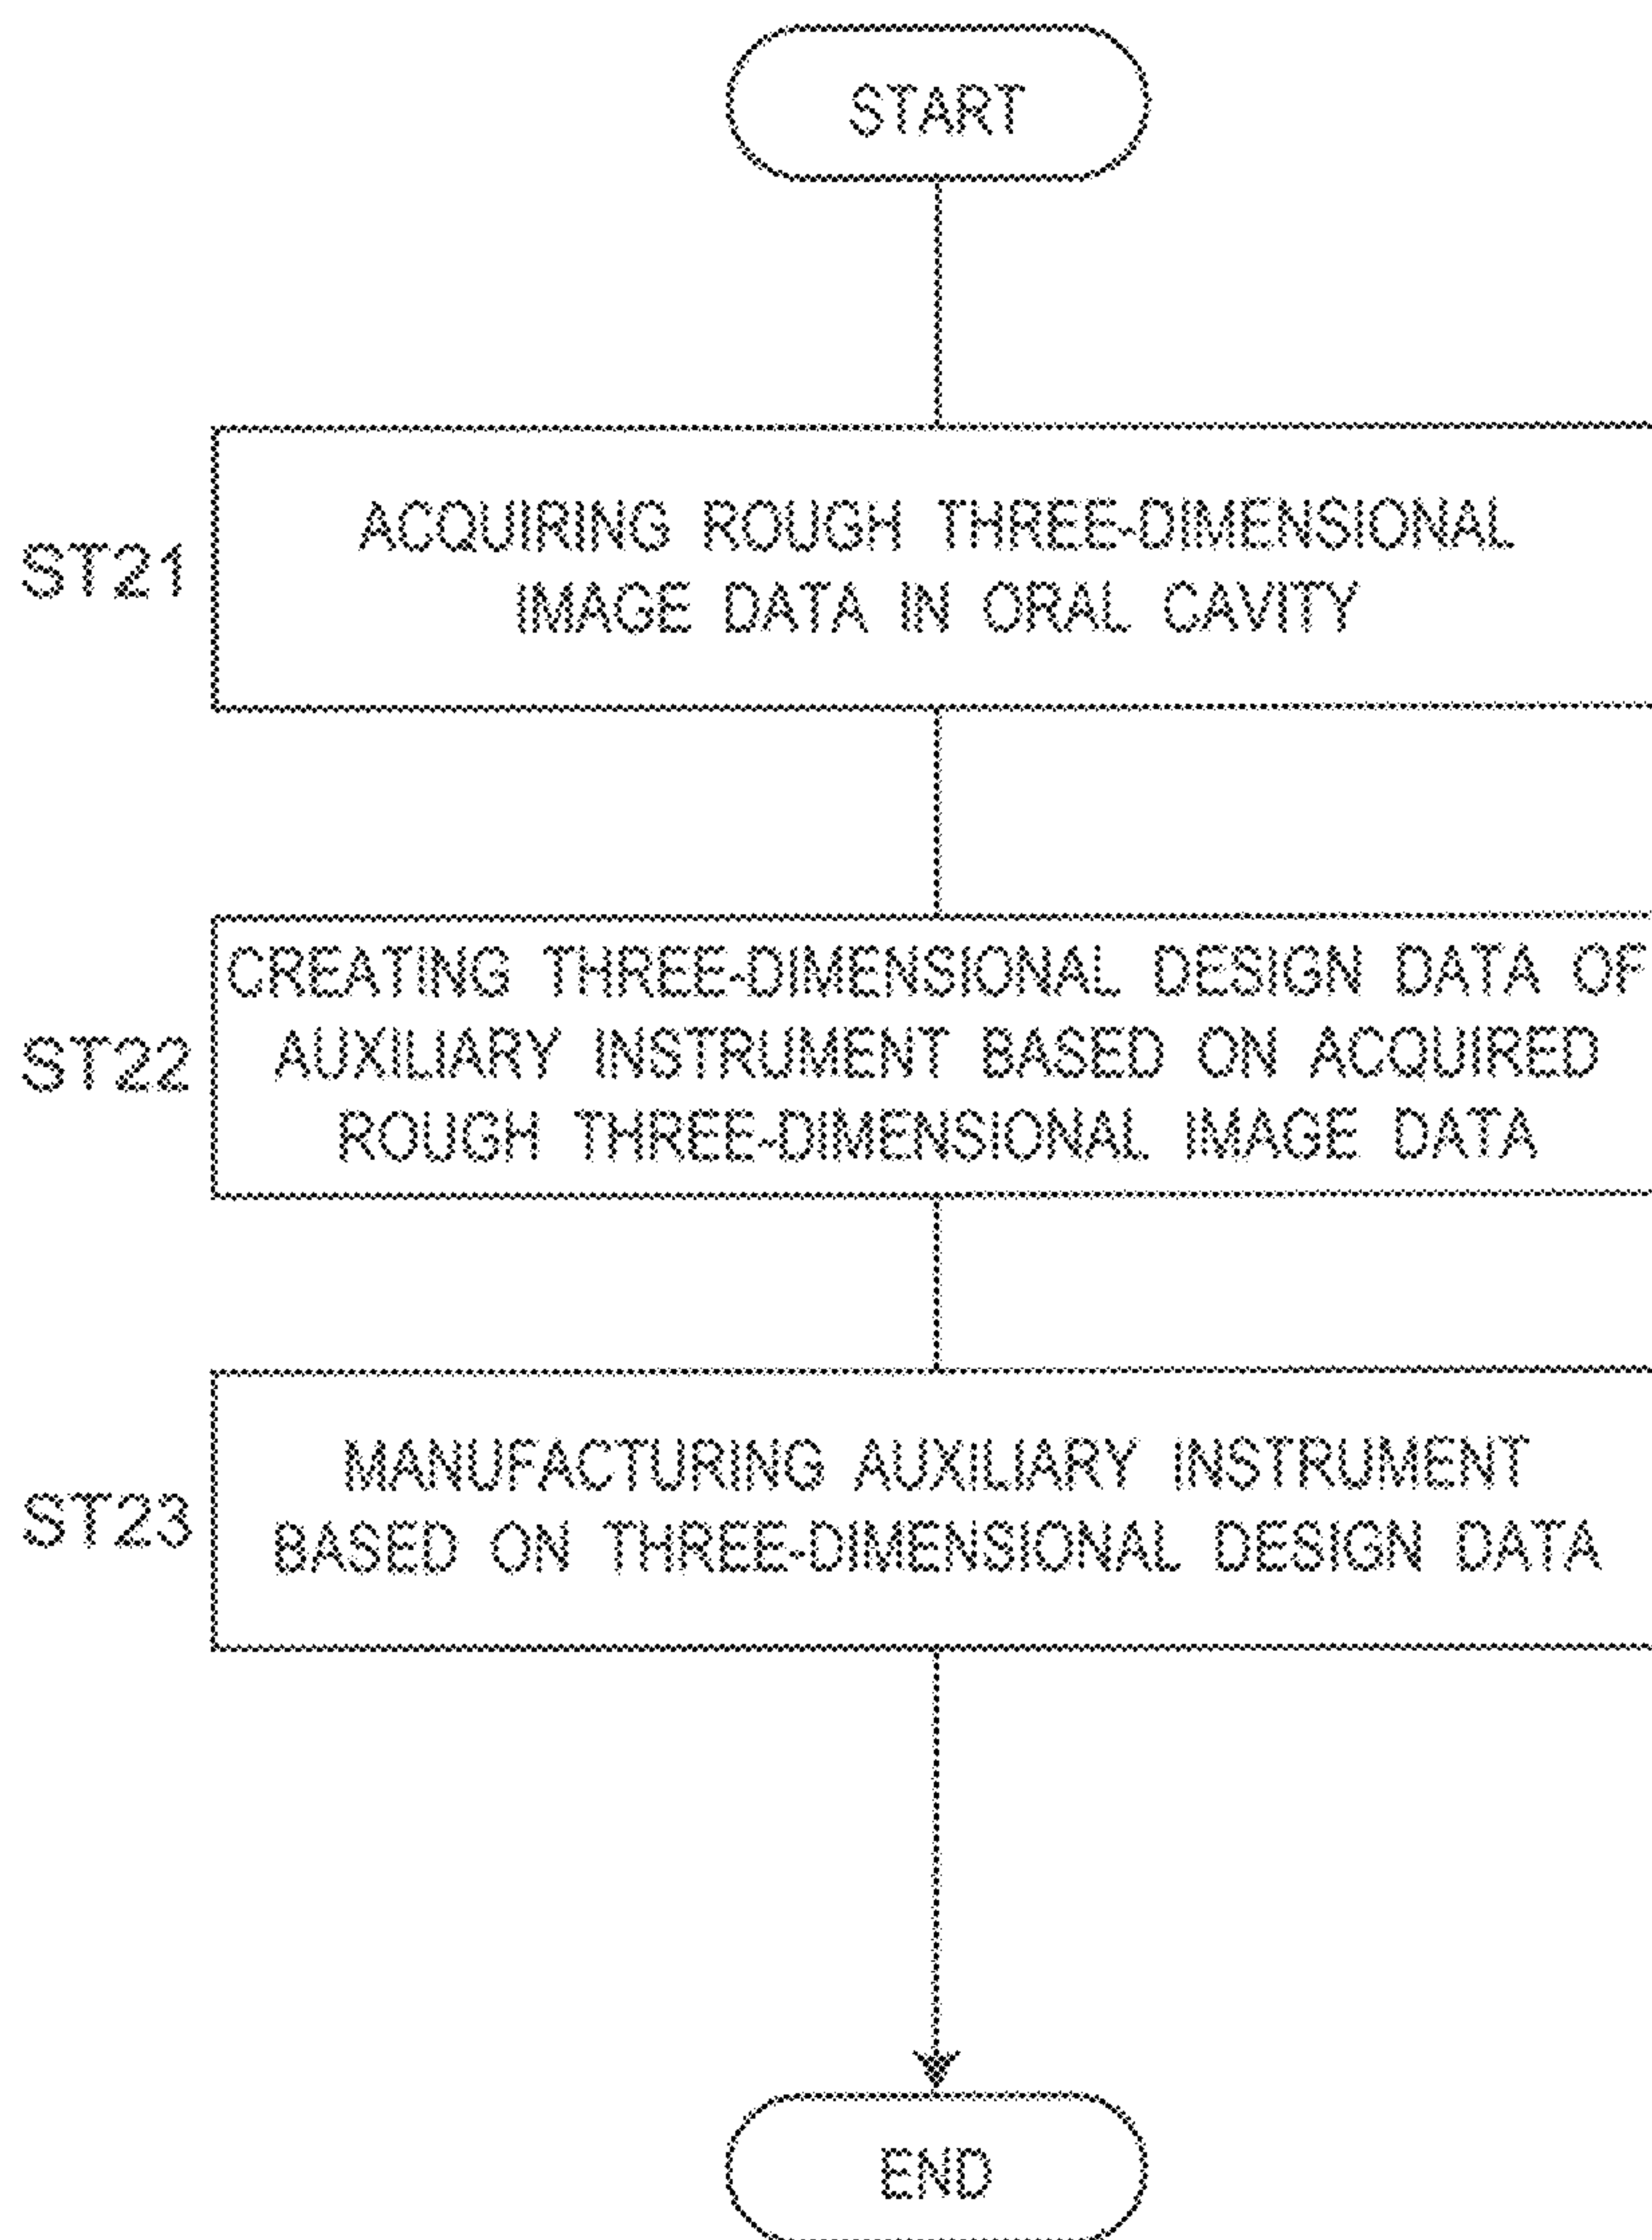 START
ST21
ACQUIRING ROUGH THREE-DIMENSIONAL
IMAGE DATA IN ORAL CAVITY
ST22
CREATING THREE-DIMENSIONAL DESIGN DATA OF
AUXILIARY INSTRUMENT BASED ON ACQUIRED
ROUGH THREE-DIMENSIONAL IMAGE DATA
ST23
MANUFACTURING AUXILIARY INSTRUMENT
BASED ON THREE-DIMENSIONAL DESIGN DATA
END